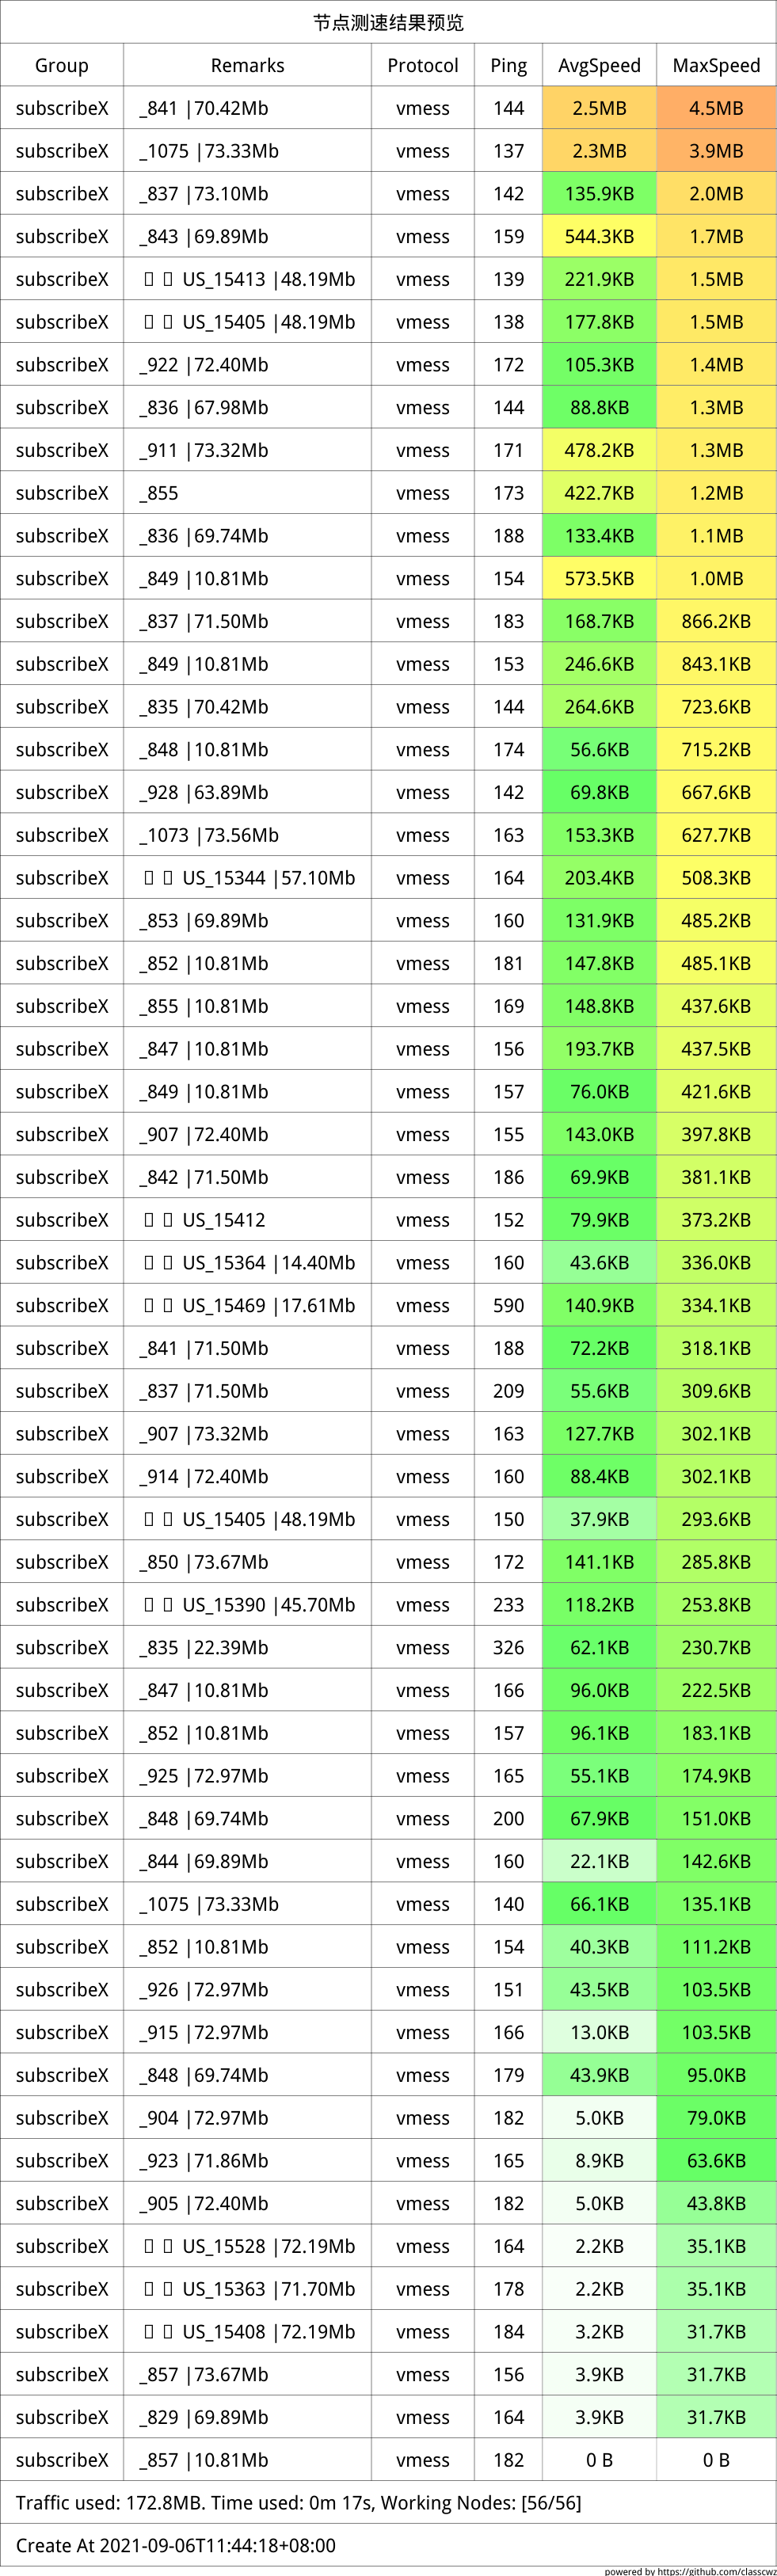 节点测速结果预览
Group Remarks Protocol Ping AvgSpeed MaxSpeed
subscribeX _841 |70.42Mb vmess 144 2.5MB 4.5MB
subscribeX _1075 |73.33Mb vmess 137 2.3MB 3.9MB
subscribeX _837 |73.10Mb vmess 142 135.9KB 2.0MB
subscribeX _843 |69.89Mb vmess 159 544.3KB 1.7MB
subscribeX US_15413 |48.19Mb vmess 139 221.9KB 1.5MB
subscribeX US_15405 |48.19Mb vmess 138 177.8KB 1.5MB
subscribeX _922 |72.40Mb vmess 172 105.3KB 1.4MB
subscribeX _836 |67.98Mb vmess 144 88.8KB 1.3MB
subscribeX _911 |73.32Mb vmess 171 478.2KB 1.3MB
subscribeX _855 vmess 173 422.7KB 1.2MB
subscribeX _836 |69.74Mb vmess 188 133.4KB 1.1MB
subscribeX _849 |10.81Mb vmess 154 573.5KB 1.0MB
subscribeX _837 |71.50Mb vmess 183 168.7KB 866.2KB
subscribeX _849 |10.81Mb vmess 153 246.6KB 843.1KB
subscribeX _835 |70.42Mb vmess 144 264.6KB 723.6KB
subscribeX _848 |10.81Mb vmess 174 56.6KB 715.2KB
subscribeX _928 |63.89Mb vmess 142 69.8KB 667.6KB
subscribeX _1073 |73.56Mb vmess 163 153.3KB 627.7KB
subscribeX US_15344 |57.10Mb vmess 164 203.4KB 508.3KB
subscribeX _853 |69.89Mb vmess 160 131.9KB 485.2KB
subscribeX _852 |10.81Mb vmess 181 147.8KB 485.1KB
subscribeX _855 |10.81Mb vmess 169 148.8KB 437.6KB
subscribeX _847 |10.81Mb vmess 156 193.7KB 437.5KB
subscribeX _849 |10.81Mb vmess 157 76.0KB 421.6KB
subscribeX _907 |72.40Mb vmess 155 143.0KB 397.8KB
subscribeX _842 |71.50Mb vmess 186 69.9KB 381.1KB
subscribeX US_15412 vmess 152 79.9KB 373.2KB
subscribeX US_15364 |14.40Mb vmess 160 43.6KB 336.0KB
subscribeX US_15469 |17.61Mb vmess 590 140.9KB 334.1KB
subscribeX _841 |71.50Mb vmess 188 72.2KB 318.1KB
subscribeX _837 |71.50Mb vmess 209 55.6KB 309.6KB
subscribeX _907 |73.32Mb vmess 163 127.7KB 302.1KB
subscribeX _914 |72.40Mb vmess 160 88.4KB 302.1KB
subscribeX US_15405 |48.19Mb vmess 150 37.9KB 293.6KB
subscribeX _850 |73.67Mb vmess 172 141.1KB 285.8KB
subscribeX US_15390 |45.70Mb vmess 233 118.2KB 253.8KB
subscribeX _835 |22.39Mb vmess 326 62.1KB 230.7KB
subscribeX _847 |10.81Mb vmess 166 96.0KB 222.5KB
subscribeX _852 |10.81Mb vmess 157 96.1KB 183.1KB
subscribeX _925 |72.97Mb vmess 165 55.1KB 174.9KB
subscribeX _848 |69.74Mb vmess 200 67.9KB 151.0KB
subscribeX _844 |69.89Mb vmess 160 22.1KB 142.6KB
subscribeX _1075 |73.33Mb vmess 140 66.1KB 135.1KB
subscribeX _852 |10.81Mb vmess 154 40.3KB 111.2KB
subscribeX _926 |72.97Mb vmess 151 43.5KB 103.5KB
subscribeX _915 |72.97Mb vmess 166 13.0KB 103.5KB
subscribeX _848 |69.74Mb vmess 179 43.9KB 95.0KB
subscribeX _904 |72.97Mb vmess 182 5.0KB 79.0KB
subscribeX _923 |71.86Mb vmess 165 8.9KB 63.6KB
subscribeX _905 |72.40Mb vmess 182 5.0KB 43.8KB
subscribeX US_15528 |72.19Mb vmess 164 2.2KB 35.1KB
subscribeX US_15363 |71.70Mb vmess 178 2.2KB 35.1KB
subscribeX US_15408 |72.19Mb vmess 184 3.2KB 31.7KB
subscribeX _857 |73.67Mb vmess 156 3.9KB 31.7KB
subscribeX _829 |69.89Mb vmess 164 3.9KB 31.7KB
subscribeX _857 |10.81Mb vmess 182 0 B 0 B
Traffic used: 172.8MB. Time used: 0m 17s, Working Nodes: [56/56]
Create At 2021-09-06T11:44:18+08:00
powered by https://github.com/classcwz